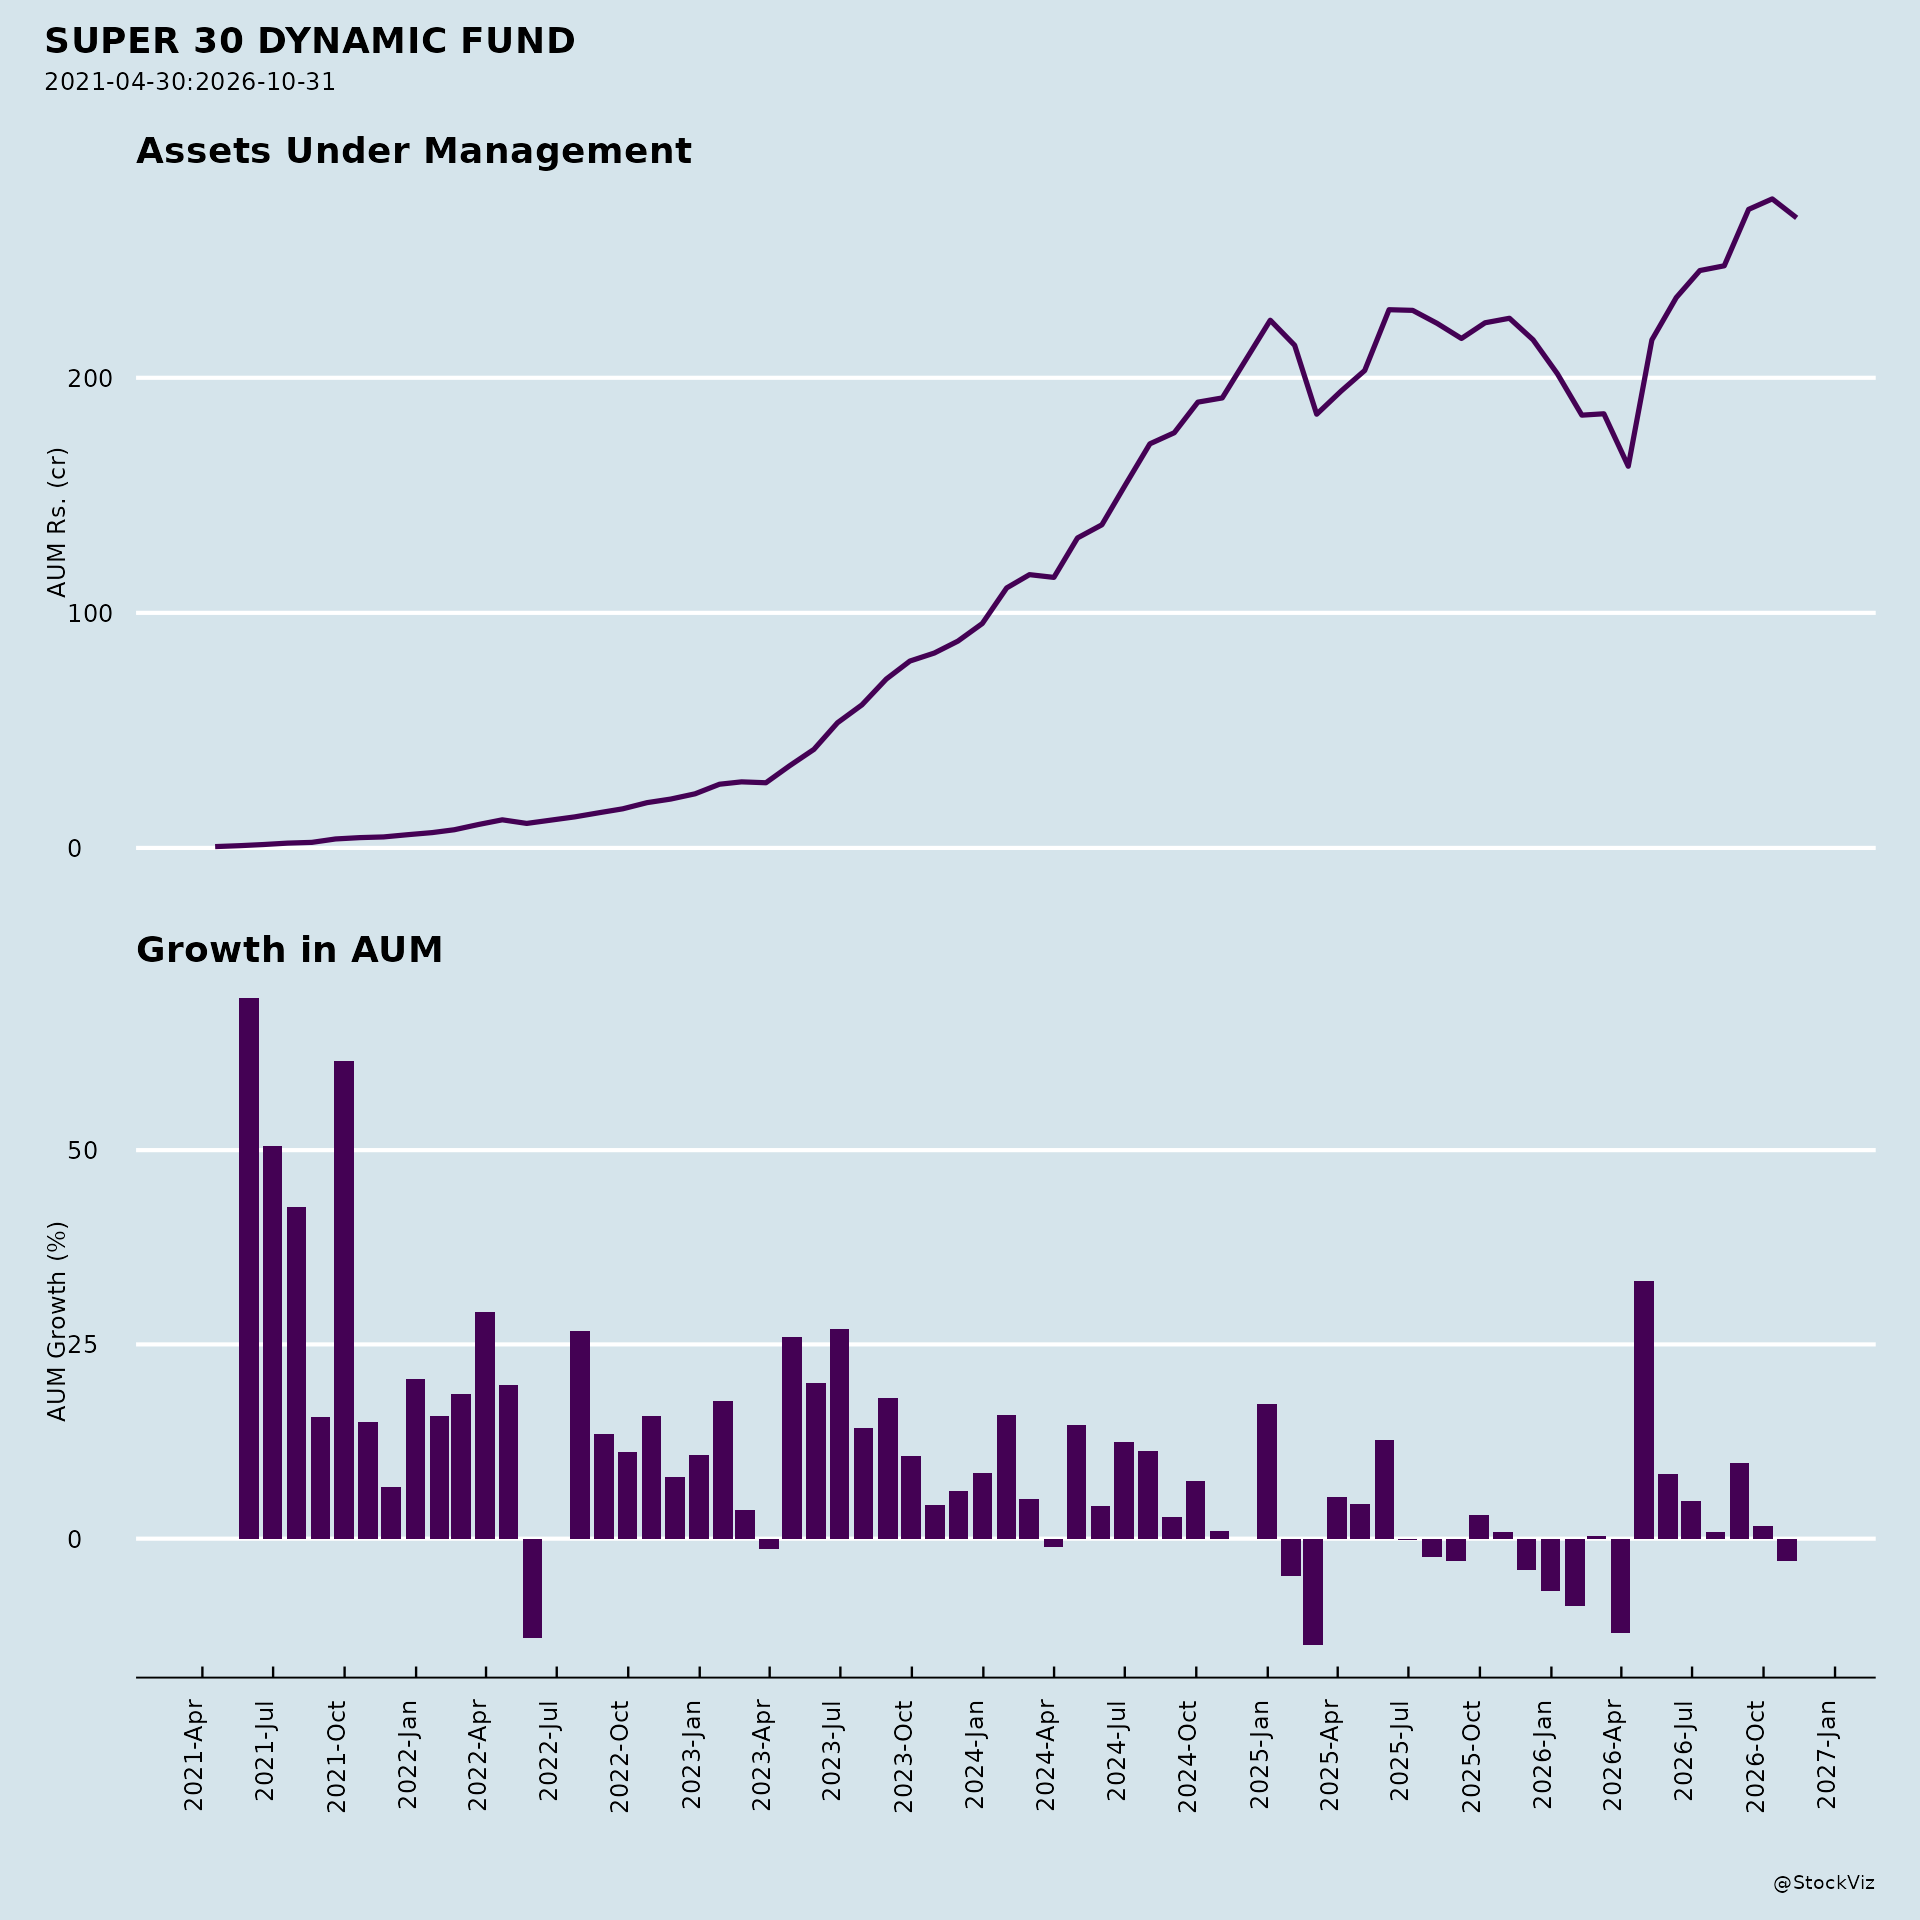 SUPER 30 DYNAMIC FUND
2021-04-30:2026-10-31
Assets Under Management
AUM Rs. (cr)
200
100
0
Growth in AUM
AUM Growth (%)
50
25
0
2021-Apr
2021-Jul
2021-Oct
2022-Jan
2022-Apr
2022-Jul
2022-Oct
2023-Jan
2023-Apr
2023-Jul
2023-Oct
2024-Jan
2024-Apr
2024-Jul
2024-Oct
2025-Jan
2025-Apr
2025-Jul
2025-Oct
2026-Jan
2026-Apr
2026-Jul
2026-Oct
2027-Jan
@StockViz